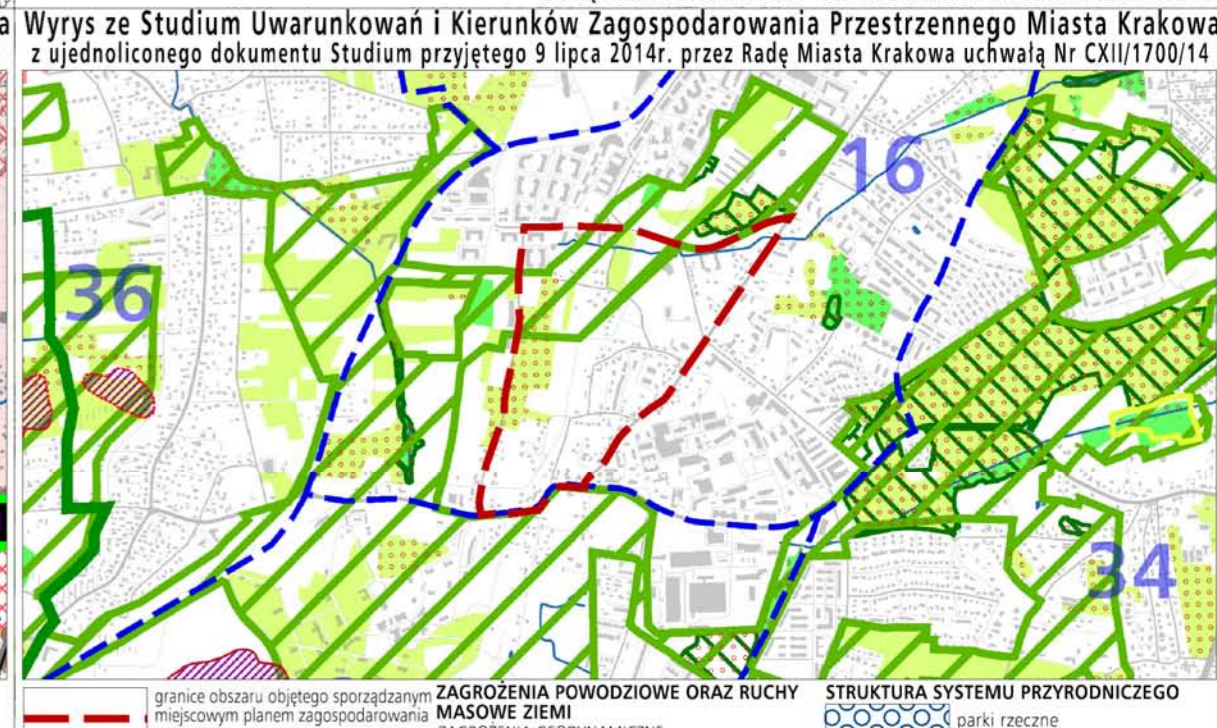 Wyrys ze Studium Uwarunkowań i Kierunków Zagospodarowania Przestrzennego Miasta Krakowa
z ujednoliconego dokumentu Studium przyjętego 9 lipca 2014r. przez Radę Miasta Krakowa uchwałą Nr CXII/1700/14
16
36
34
granice obszaru objętego sporządzanym
miejscowym planem zagospodarowania
ZAGROŻENIA POWODZIOWE ORAZ RUCHY
MASOWE ZIEMI
ZAGROŻENIA GEODYNAMICZNE
STRUKTURA SYSTEMU PRZYRODNICZEGO
parki rzeczne